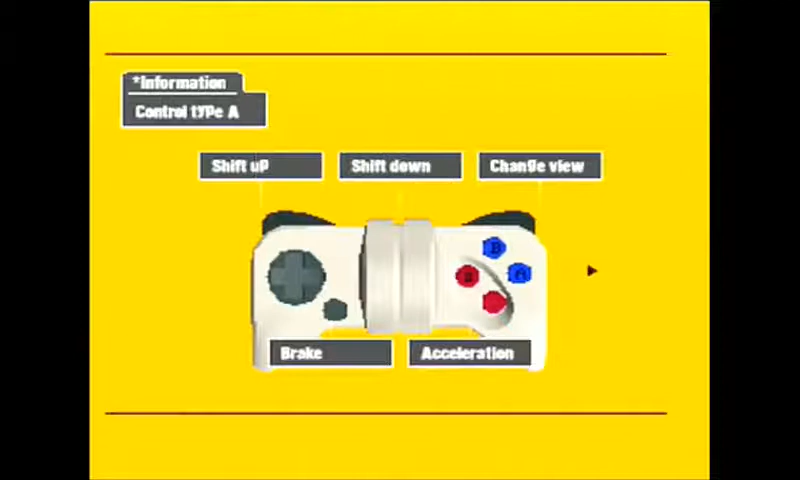 *Information
Control type A
Shift up
Shift down
Change view
B
A
Brake
Acceleration